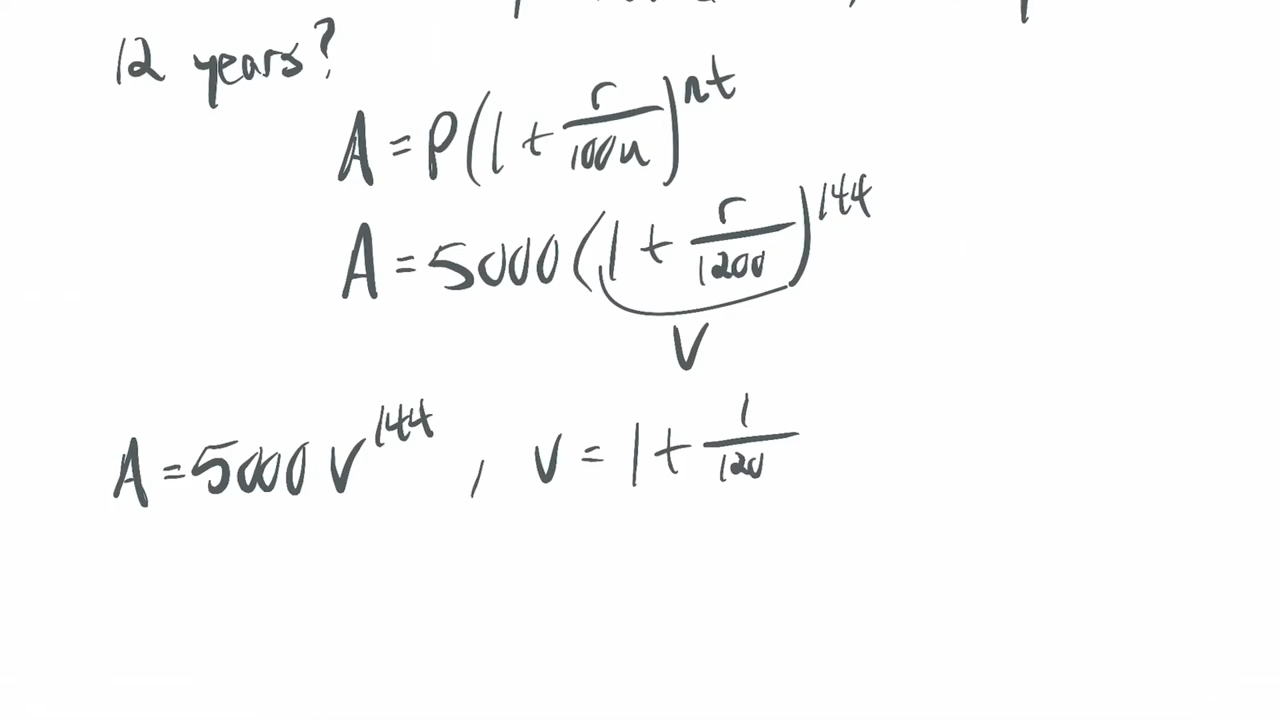 12 years?
A = P(1 + r/100n)^nt
A = 5000(1 + r/1200)^144
V
A = 5000 V^144 , V = 1 + 1/120